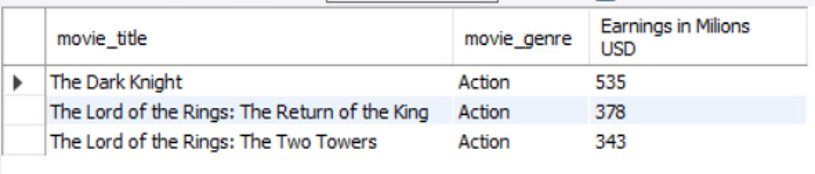 movie_title movie_genre Earnings in Milions
USD
The Dark Knight Action 535
The Lord of the Rings: The Return of the King Action 378
The Lord of the Rings: The Two Towers Action 343